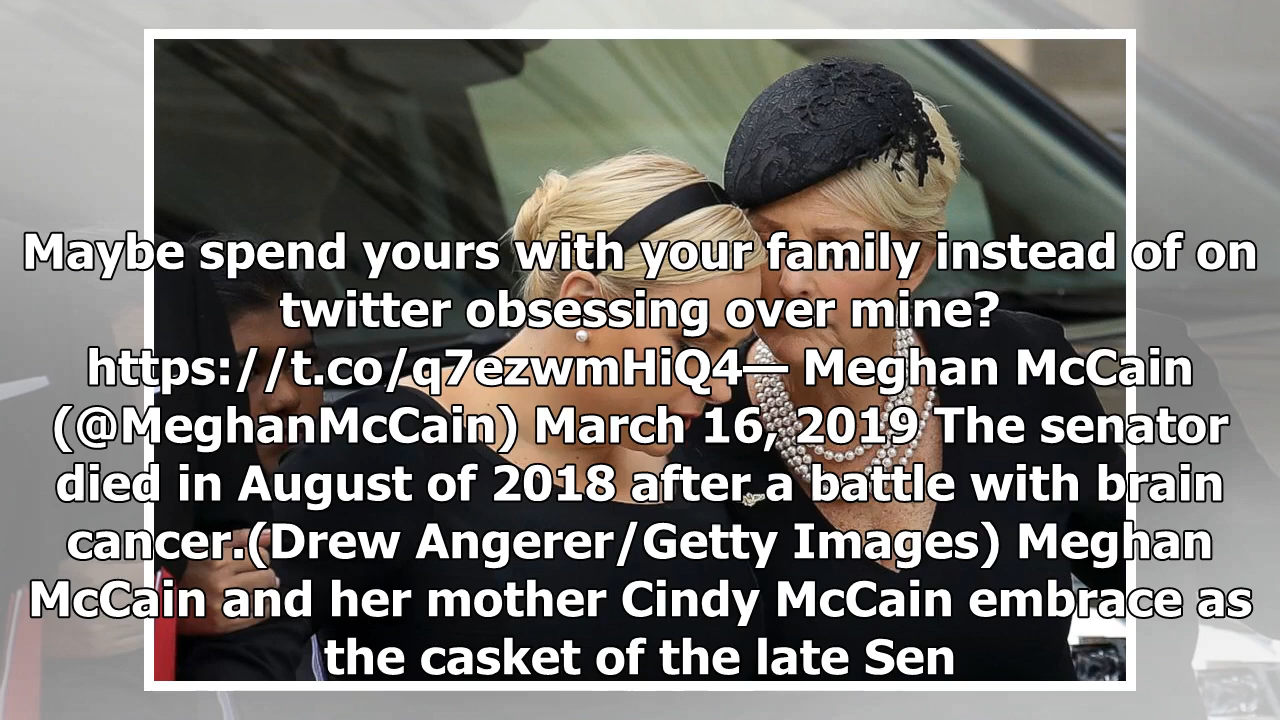 Maybe spend yours with your family instead of on
twitter obsessing over mine?
https://t.co/q7ezwmHiQ4— Meghan McCain
(@MeghanMcCain) March 16, 2019 The senator
died in August of 2018 after a battle with brain
cancer.(Drew Angerer/Getty Images) Meghan
McCain and her mother Cindy McCain embrace as
the casket of the late Sen